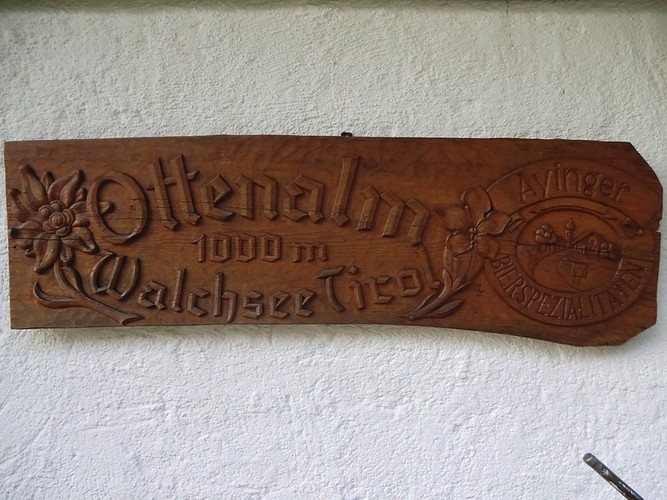 Ottenalm
1000 m
Walchsee Tirol
Ayinger
BIERSPEZIALITÄTEN